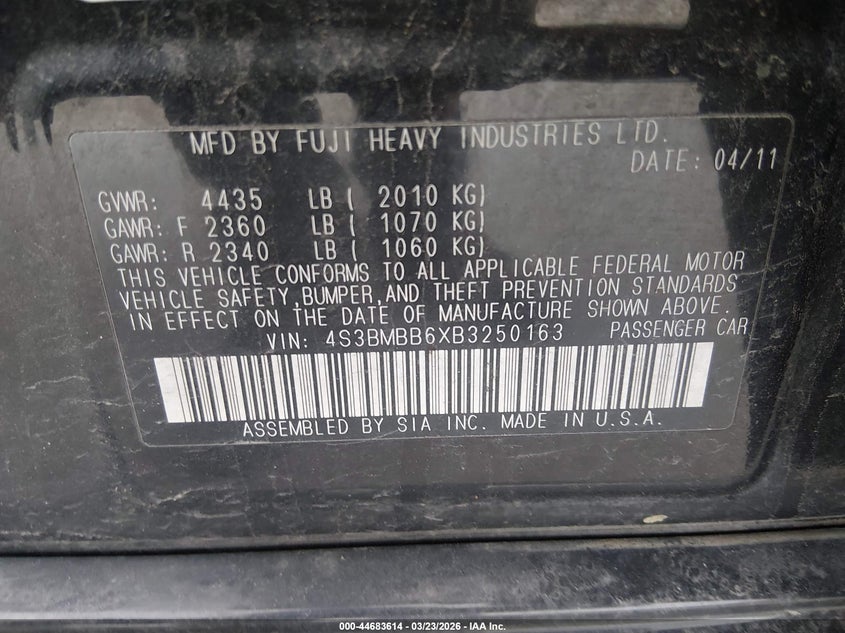 MFD BY FUJI HEAVY INDUSTRIES LTD.
DATE: 04/11
GVWR: 4435 LB ( 2010 KG)
GAWR: F 2360 LB ( 1070 KG)
GAWR: R 2340 LB ( 1060 KG)
THIS VEHICLE CONFORMS TO ALL APPLICABLE FEDERAL MOTOR
VEHICLE SAFETY,BUMPER,AND THEFT PREVENTION STANDARDS
IN EFFECT ON THE DATE OF MANUFACTURE SHOWN ABOVE.
VIN: 4S3BMBB6XB3250163 PASSENGER CAR
ASSEMBLED BY SIA INC. MADE IN U.S.A.
000-44683614 - 03/23/2026 - IAA Inc.